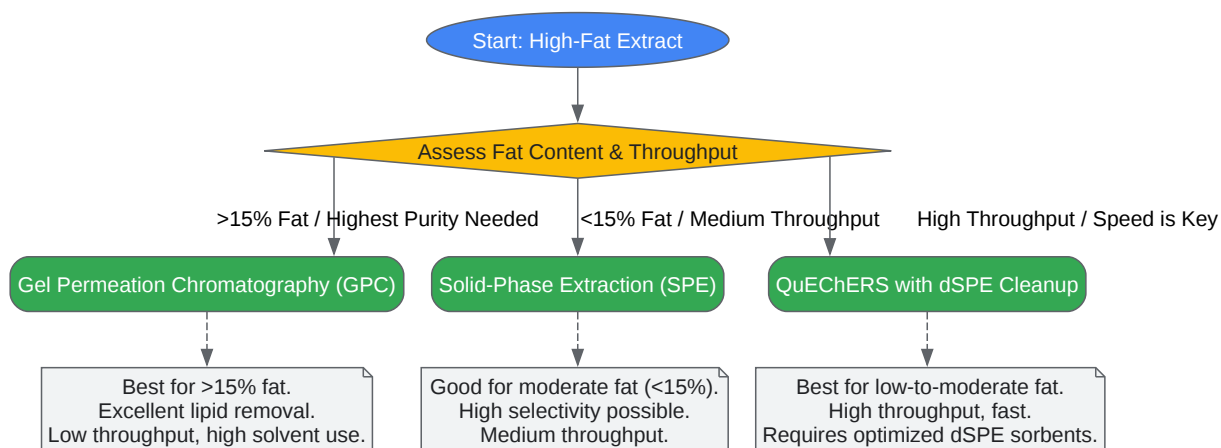 Start: High-Fat Extract
Assess Fat Content & Throughput
>15% Fat / Highest Purity Needed
<15% Fat / Medium Throughput
High Throughput / Speed is Key
Gel Permeation Chromatography (GPC)
Solid-Phase Extraction (SPE)
QuEChERS with dSPE Cleanup
Best for >15% fat.
Excellent lipid removal.
Low throughput, high solvent use.
Good for moderate fat (<15%).
High selectivity possible.
Medium throughput.
Best for low-to-moderate fat.
High throughput, fast.
Requires optimized dSPE sorbents.